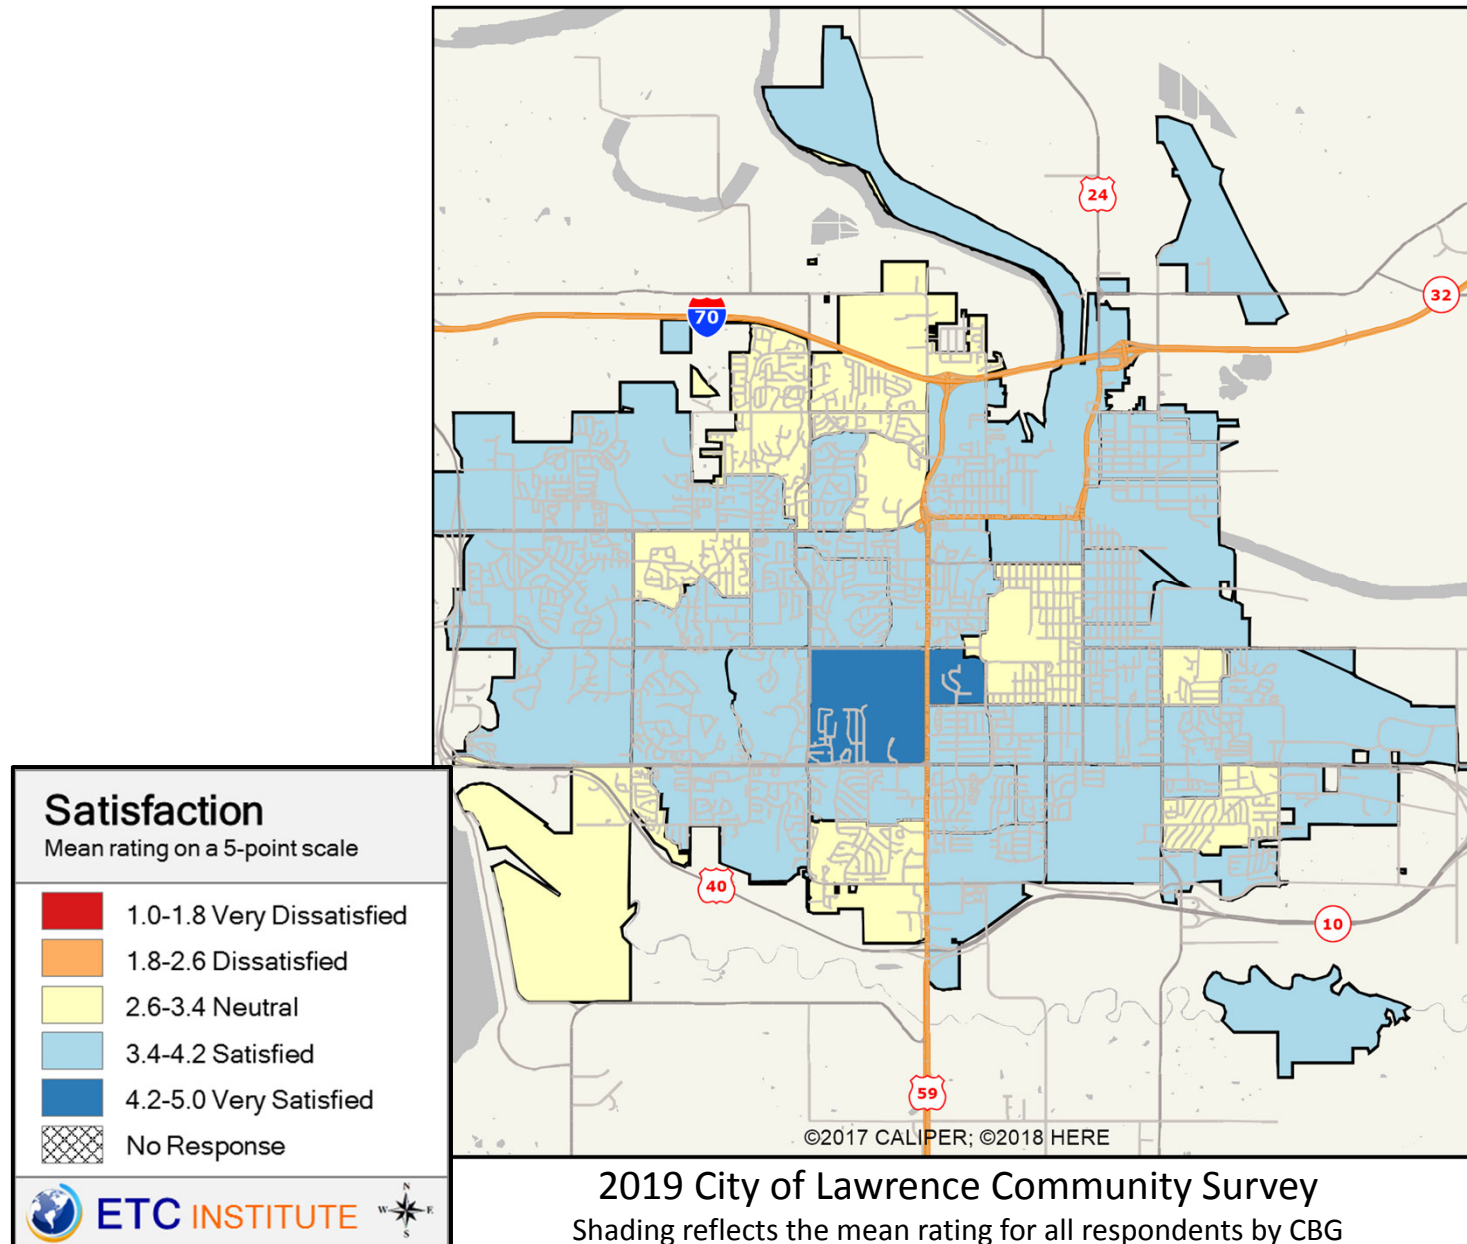 24
32
70
40
10
59
©2017 CALIPER; ©2018 HERE
Satisfaction
Mean rating on a 5-point scale
1.0-1.8 Very Dissatisfied
1.8-2.6 Dissatisfied
2.6-3.4 Neutral
3.4-4.2 Satisfied
4.2-5.0 Very Satisfied
No Response
ETC INSTITUTE
N
W E
S
2019 City of Lawrence Community Survey
Shading reflects the mean rating for all respondents by CBG